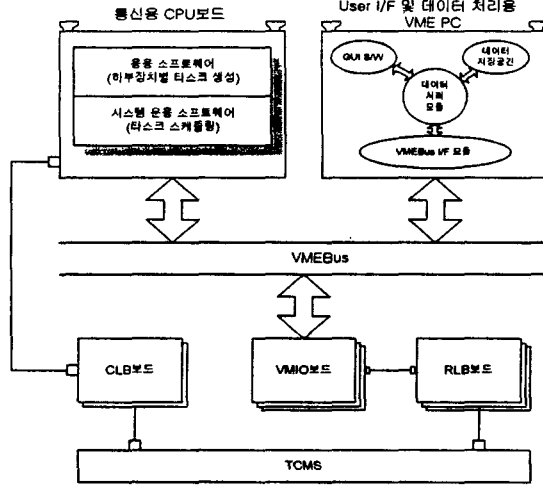 통신용 CPU보드
User I/F 및 데이터 처리용
VME PC
응용 소프트웨어
(하부장치별 타스크 생성)
시스템 운용 소프트웨어
(타스크 스케쥴링)
GUI S/W
데이터
저장공간
데이터
처리
모듈
VMEBus I/F 모듈
VMEBus
CLB보드
VMIO보드
RLB보드
TCMS